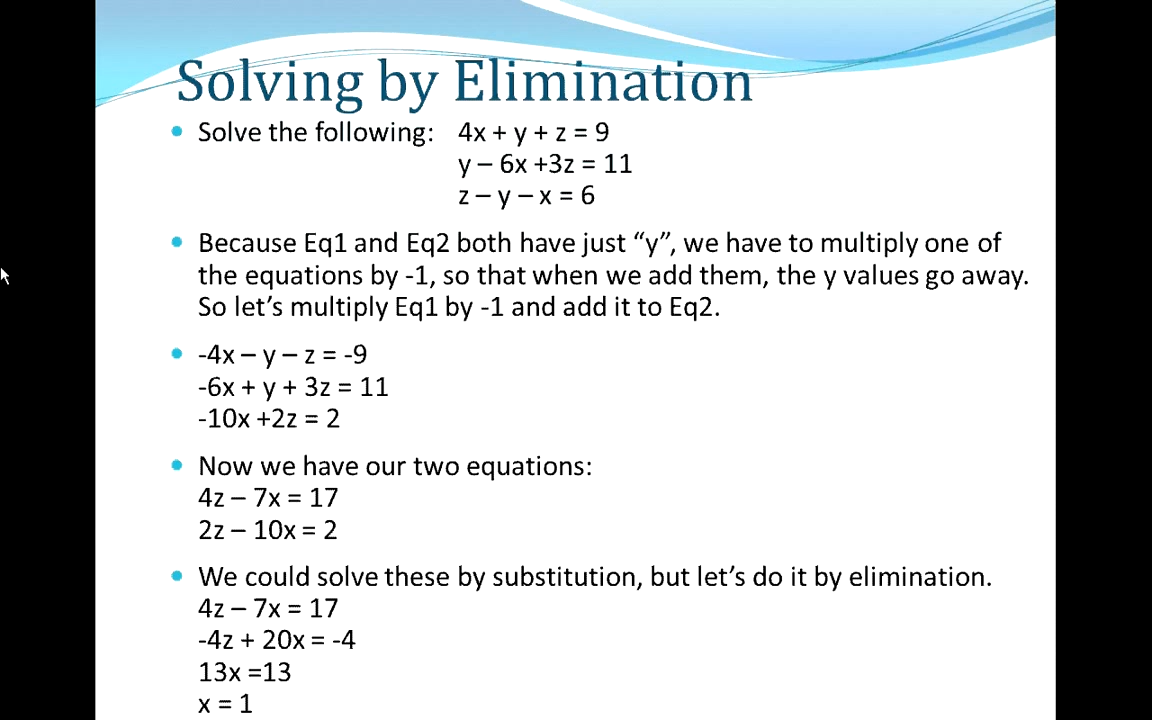 Solving by Elimination
• Solve the following: 4x + y + z = 9
y – 6x +3z = 11
z – y – x = 6
• Because Eq1 and Eq2 both have just “y”, we have to multiply one of
the equations by -1, so that when we add them, the y values go away.
So let’s multiply Eq1 by -1 and add it to Eq2.
• -4x – y – z = -9
-6x + y + 3z = 11
-10x +2z = 2
• Now we have our two equations:
4z – 7x = 17
2z – 10x = 2
• We could solve these by substitution, but let’s do it by elimination.
4z – 7x = 17
-4z + 20x = -4
13x =13
x = 1